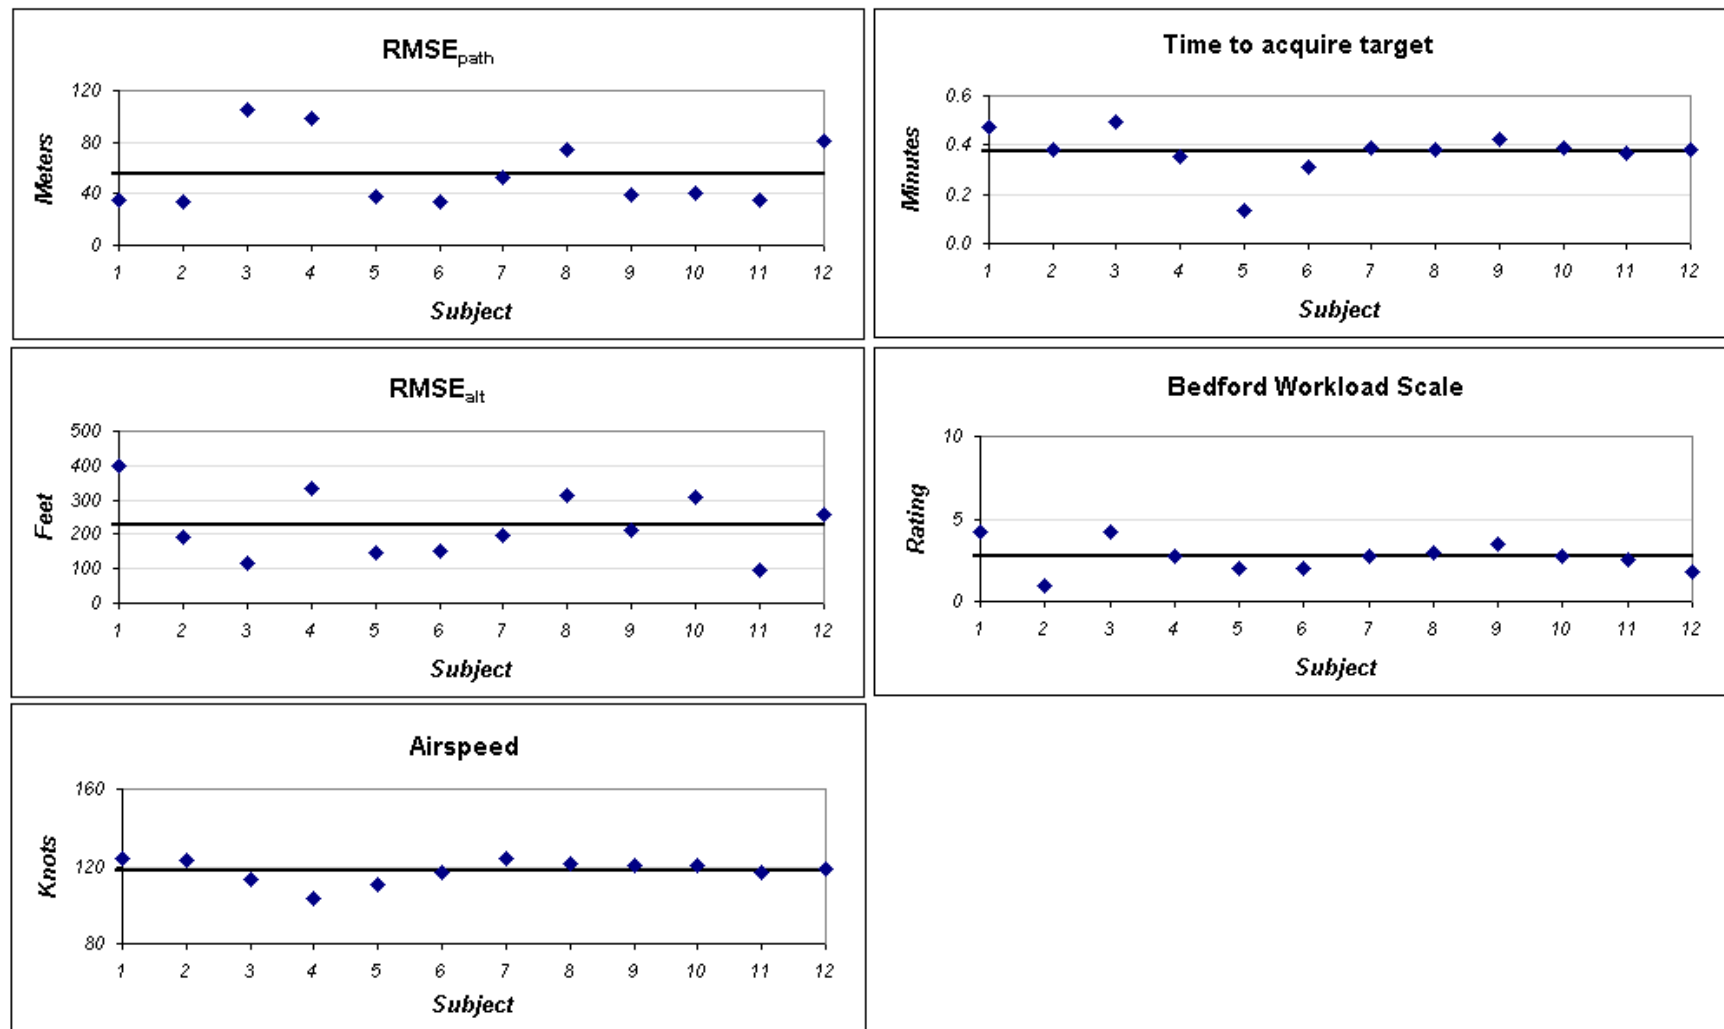 RMSEpath
120
80
40
0
Meters
1 2 3 4 5 6 7 8 9 10 11 12
Subject
Time to acquire target
0.6
0.4
0.2
0.0
Minutes
1 2 3 4 5 6 7 8 9 10 11 12
Subject
RMSEalt
500
400
300
200
100
0
Feet
1 2 3 4 5 6 7 8 9 10 11 12
Subject
Bedford Workload Scale
10
5
0
Rating
1 2 3 4 5 6 7 8 9 10 11 12
Subject
Airspeed
160
120
80
Knots
1 2 3 4 5 6 7 8 9 10 11 12
Subject